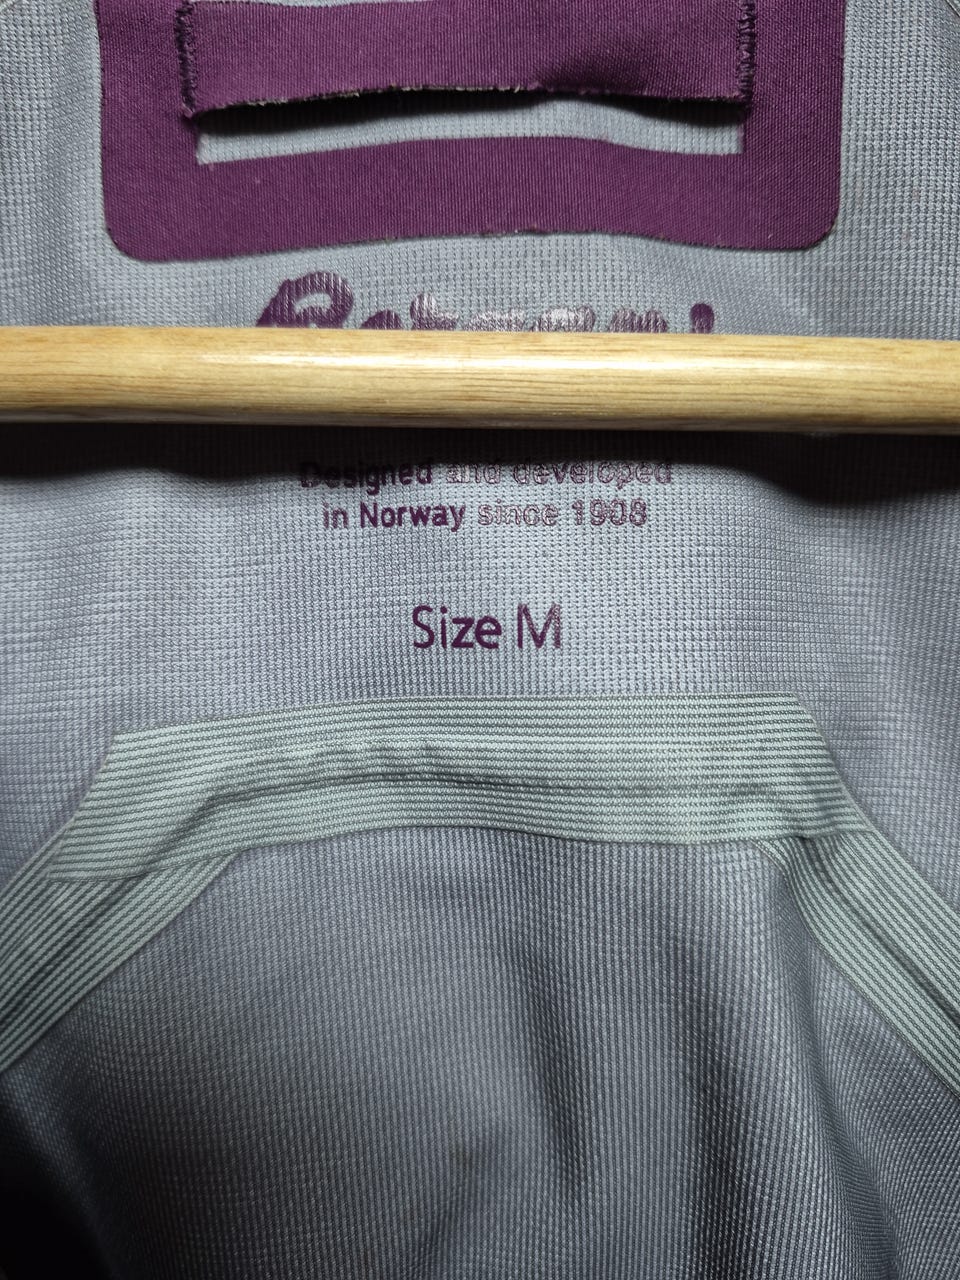 Designed and developed
in Norway since 1908
Size M